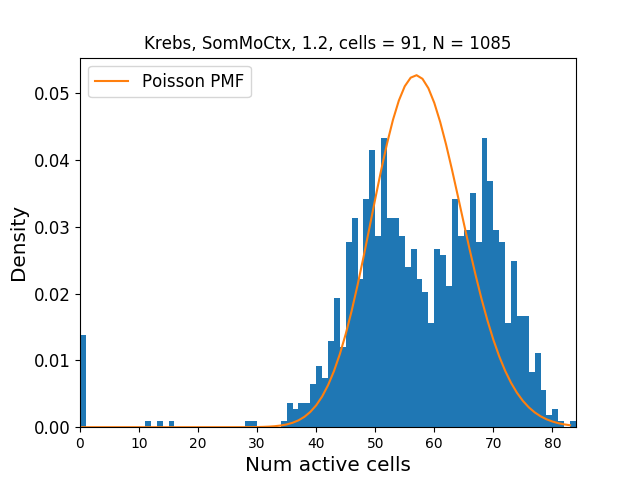 Krebs, SomMoCtx, 1.2, cells = 91, N = 1085
Poisson PMF
Density
0.05
0.04
0.03
0.02
0.01
0.00
0 10 20 30 40 50 60 70 80
Num active cells